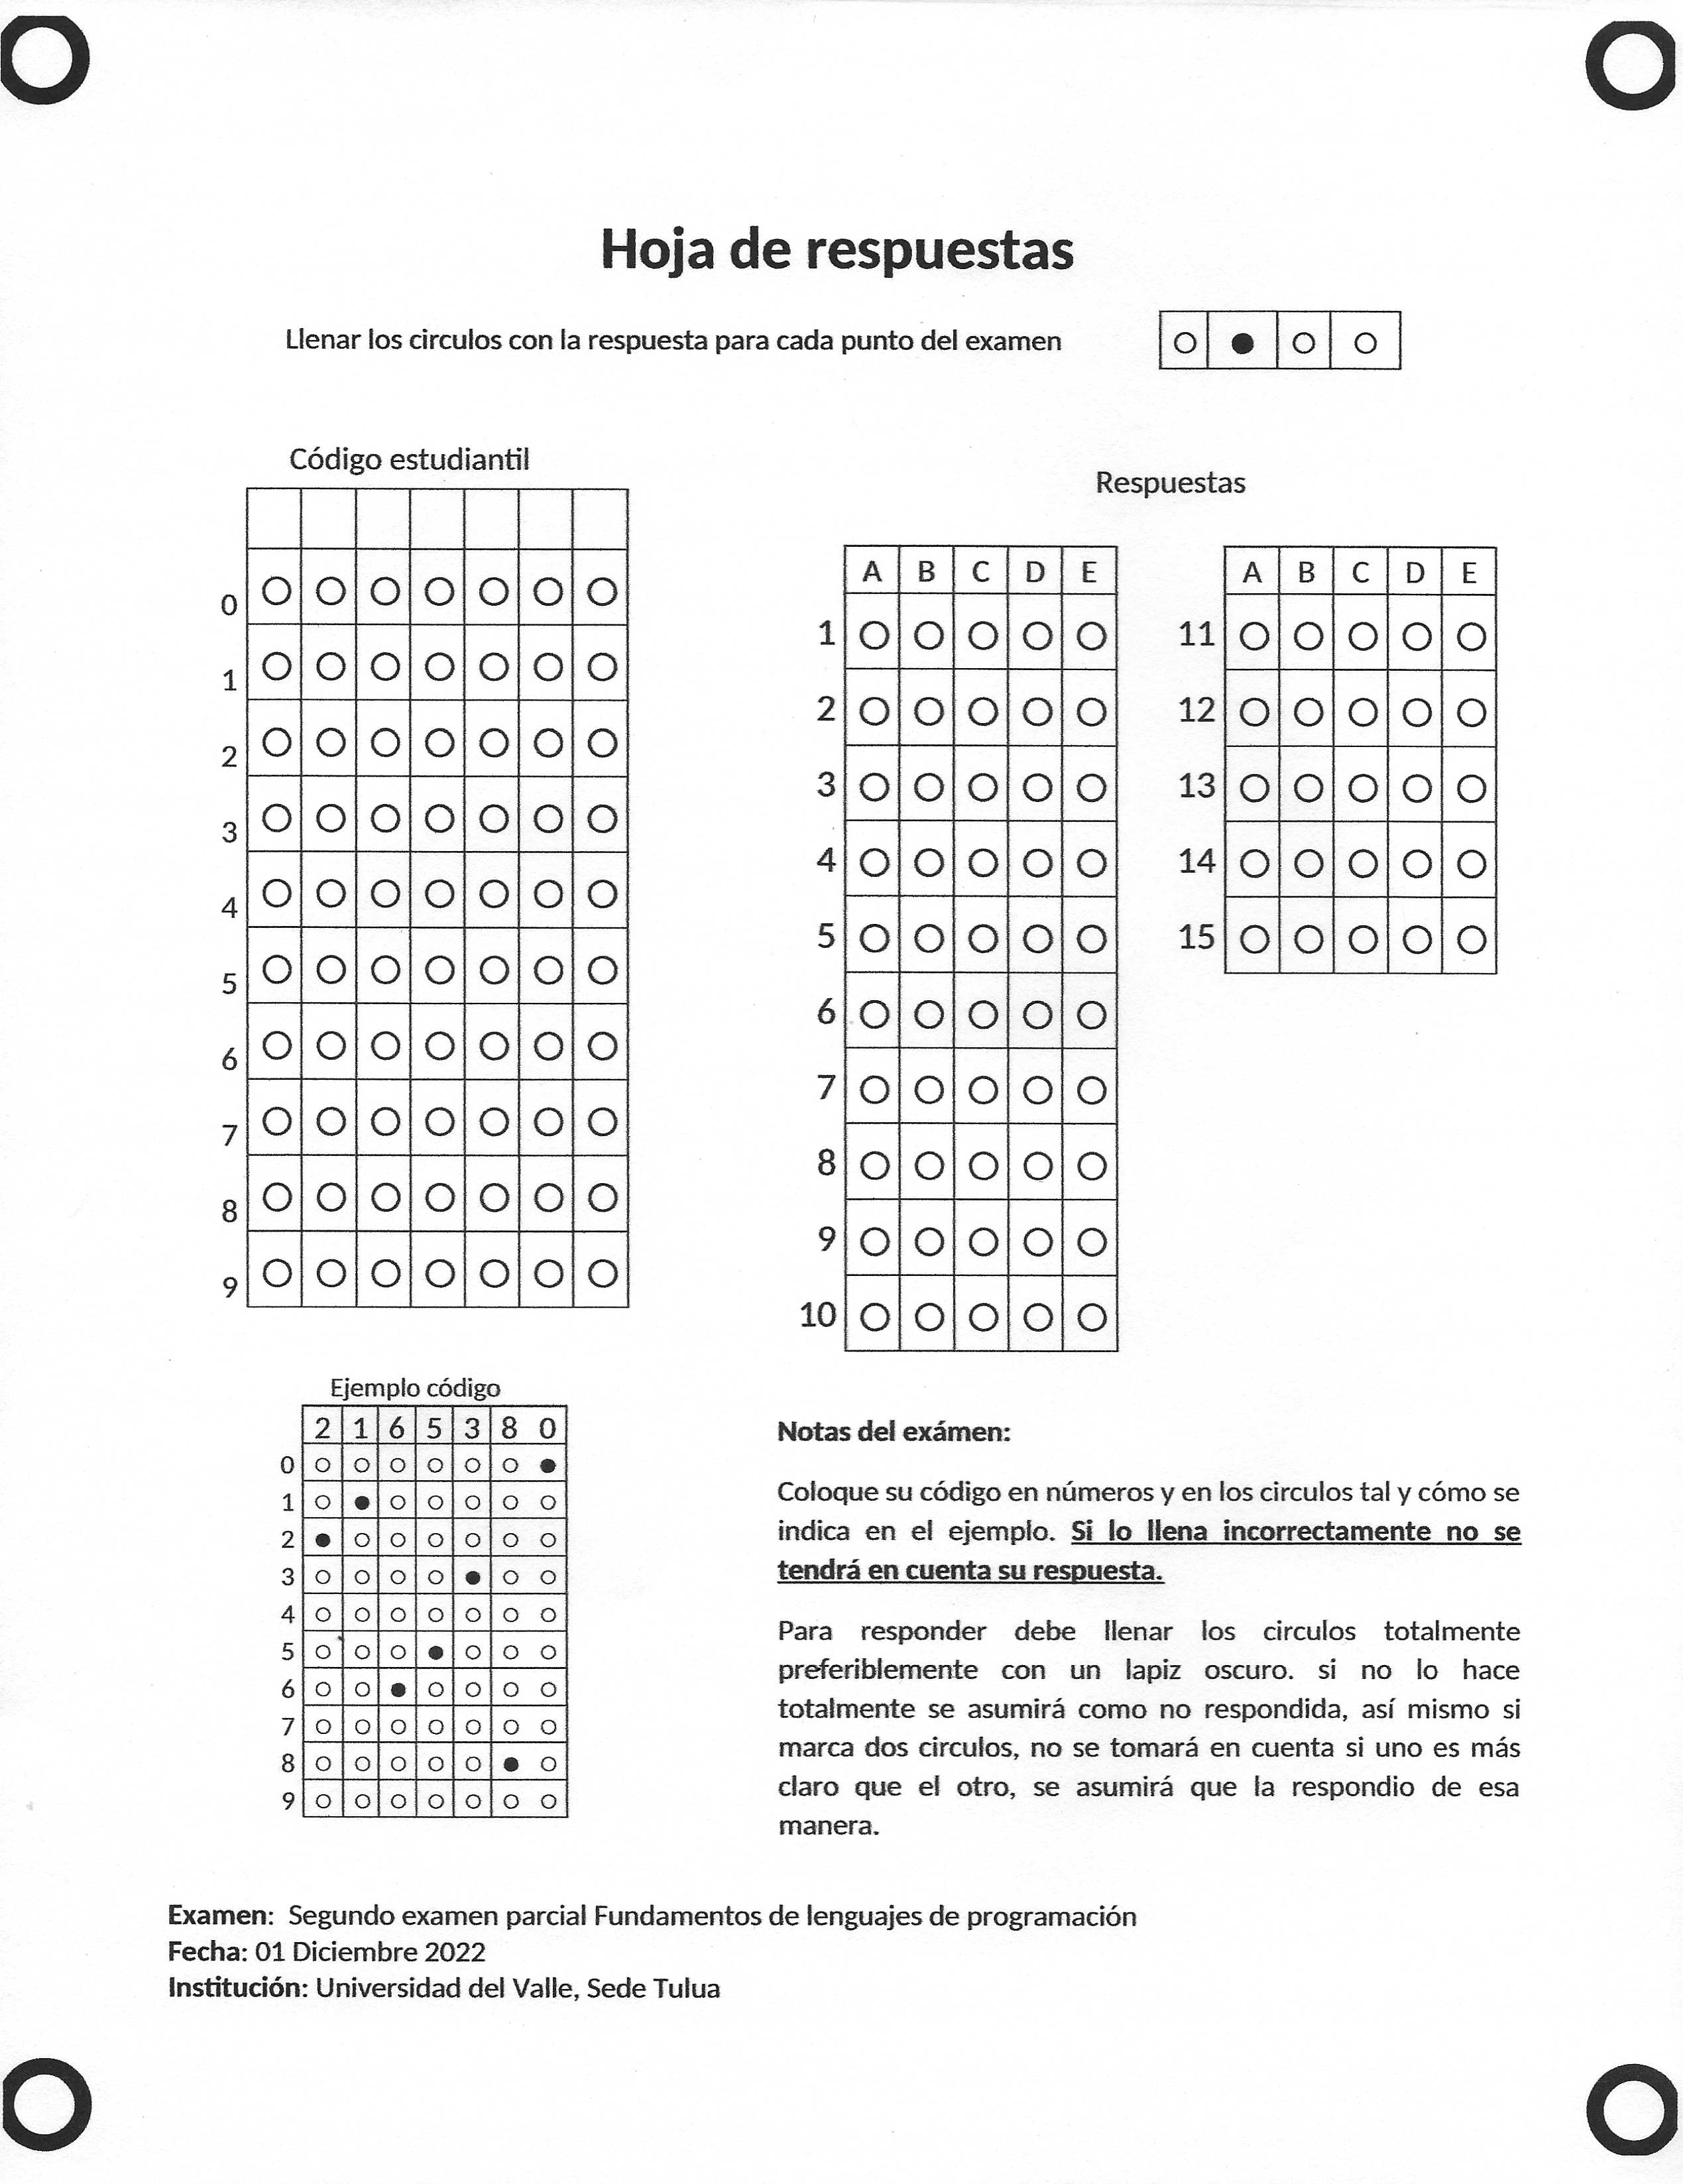 Hoja de respuestas
Llenar los circulos con la respuesta para cada punto del examen
Código estudiantil
0
1
2
3
4
5
6
7
8
9
Respuestas
A B C D E
1
2
3
4
5
6
7
8
9
10
A B C D E
11
12
13
14
15
Ejemplo código
2 1 6 5 3 8 0
0
1
2
3
4
5
6
7
8
9
Notas del exámen:
Coloque su código en números y en los circulos tal y cómo se
indica en el ejemplo. Si lo llena incorrectamente no se
tendrá en cuenta su respuesta.
Para responder debe llenar los circulos totalmente
preferiblemente con un lapiz oscuro. si no lo hace
totalmente se asumirá como no respondida, así mismo si
marca dos circulos, no se tomará en cuenta si uno es más
claro que el otro, se asumirá que la respondio de esa
manera.
Examen: Segundo examen parcial Fundamentos de lenguajes de programación
Fecha: 01 Diciembre 2022
Institución: Universidad del Valle, Sede Tulua